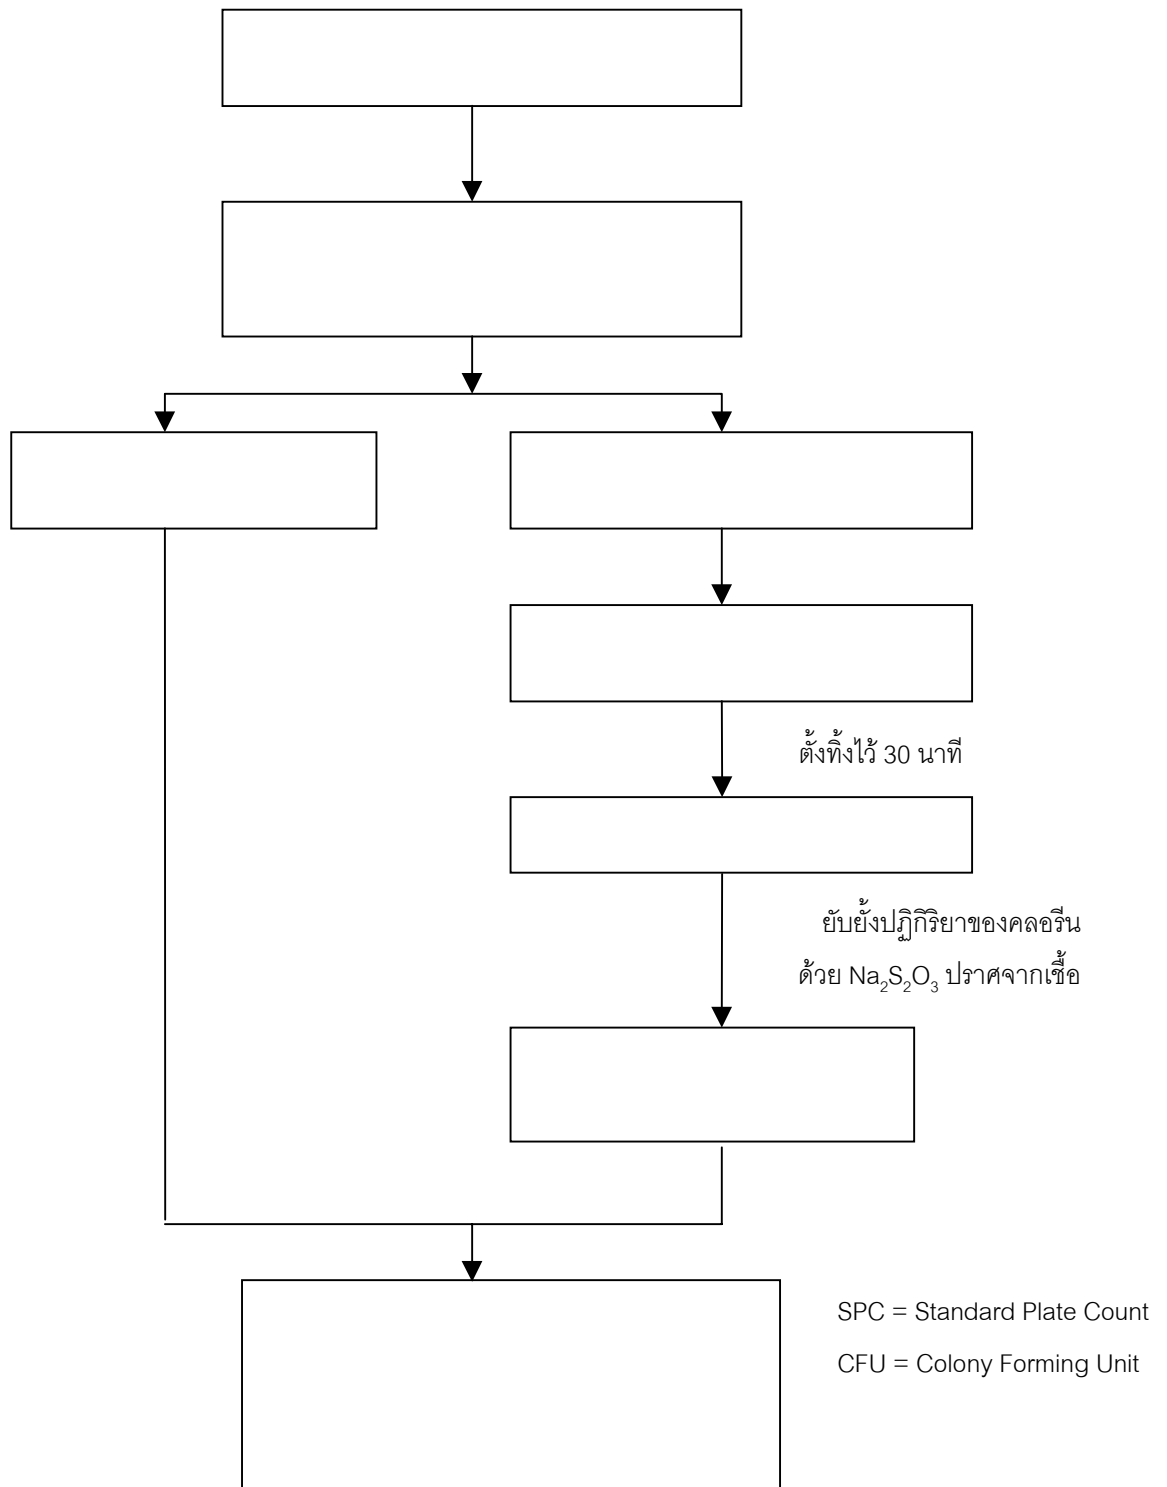 ตั้งทิ้งไว้ 30 นาที
ยับยั้งปฏิกิริยาของคลอรีน
ด้วย Na₂S₂O₃ ปราศจากเชื้อ
SPC = Standard Plate Count
CFU = Colony Forming Unit